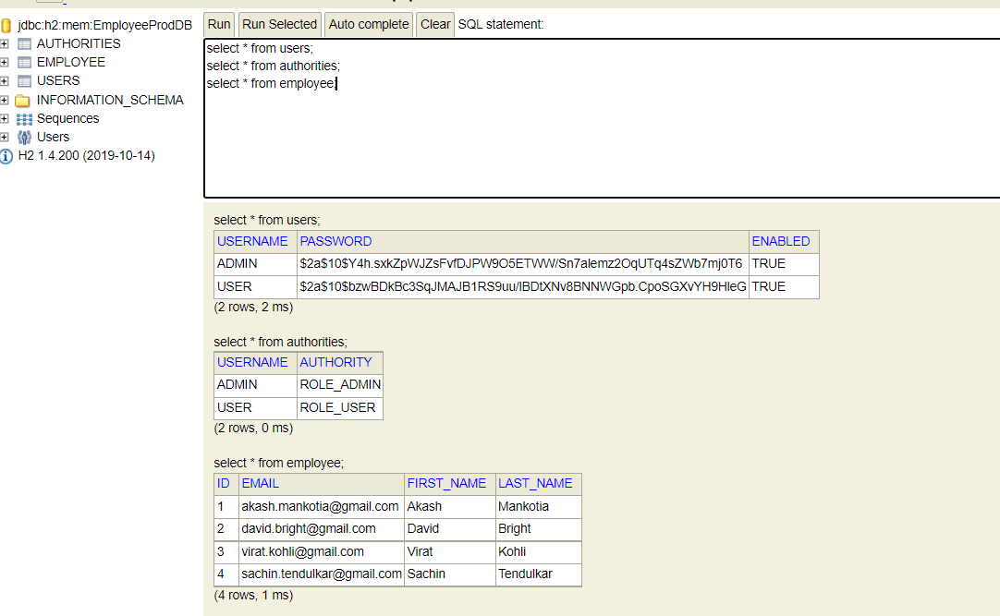 jdbc:h2:mem:EmployeeProdDB
AUTHORITIES
EMPLOYEE
USERS
INFORMATION_SCHEMA
Sequences
Users
H2 1.4.200 (2019-10-14)
Run Run Selected Auto complete Clear SQL statement:
select * from users;
select * from authorities;
select * from employee;
select * from users;
USERNAME PASSWORD ENABLED
ADMIN $2a$10$Y4h.sxkZpWJZsFvfDJPW9O5ETWW/Sn7alemz2OqUTq4sZWb7mj0T6 TRUE
USER $2a$10$bzwBDkBc3SqJMAJB1RS9uu/IBDtXNv8BNNWGpb.CpoSGXvYH9HleG TRUE
(2 rows, 2 ms)
select * from authorities;
USERNAME AUTHORITY
ADMIN ROLE_ADMIN
USER ROLE_USER
(2 rows, 0 ms)
select * from employee;
ID EMAIL FIRST_NAME LAST_NAME
1 akash.mankotia@gmail.com Akash Mankotia
2 david.bright@gmail.com David Bright
3 virat.kohli@gmail.com Virat Kohli
4 sachin.tendulkar@gmail.com Sachin Tendulkar
(4 rows, 1 ms)